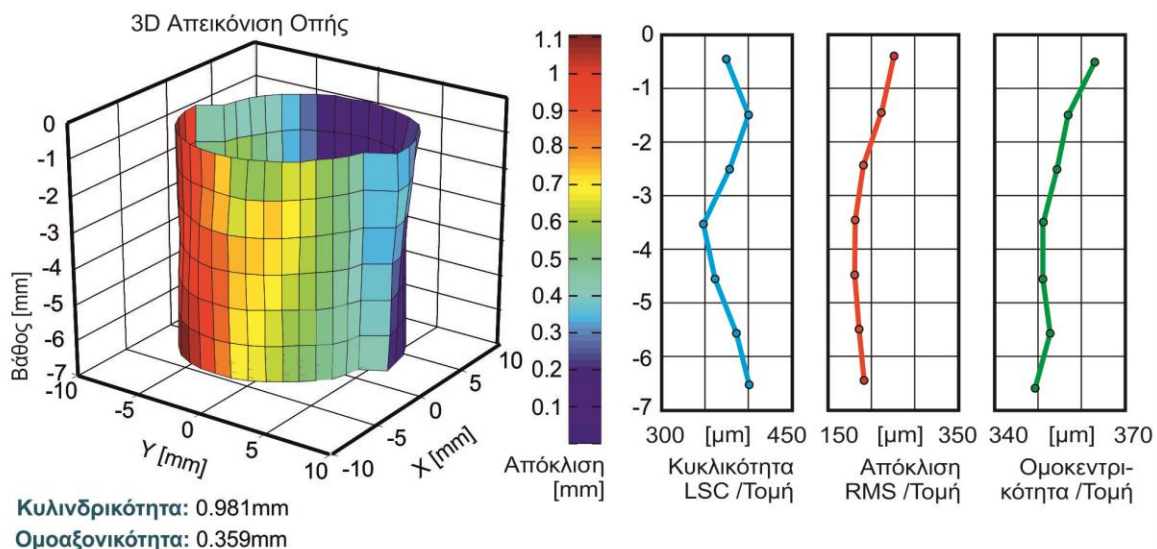 3D Απεικόνιση Οπής
0
-1
-2
-3
-4
-5
-6
-7
Βάθος [mm]
-10
-5
0
5
10
Y [mm]
-10
-5
0
5
10
X [mm]
1.1
1
0.9
0.8
0.7
0.6
0.5
0.4
0.3
0.2
0.1
Απόκλιση
[mm]
0
-1
-2
-3
-4
-5
-6
-7
300 [μm] 450
Κυκλικότητα
LSC /Τομή
150 [μm] 350
Απόκλιση
RMS /Τομή
340 [μm] 370
Ομοκεντρι-
κότητα /Τομή
Κυλινδρικότητα: 0.981mm
Ομοαξονικότητα: 0.359mm